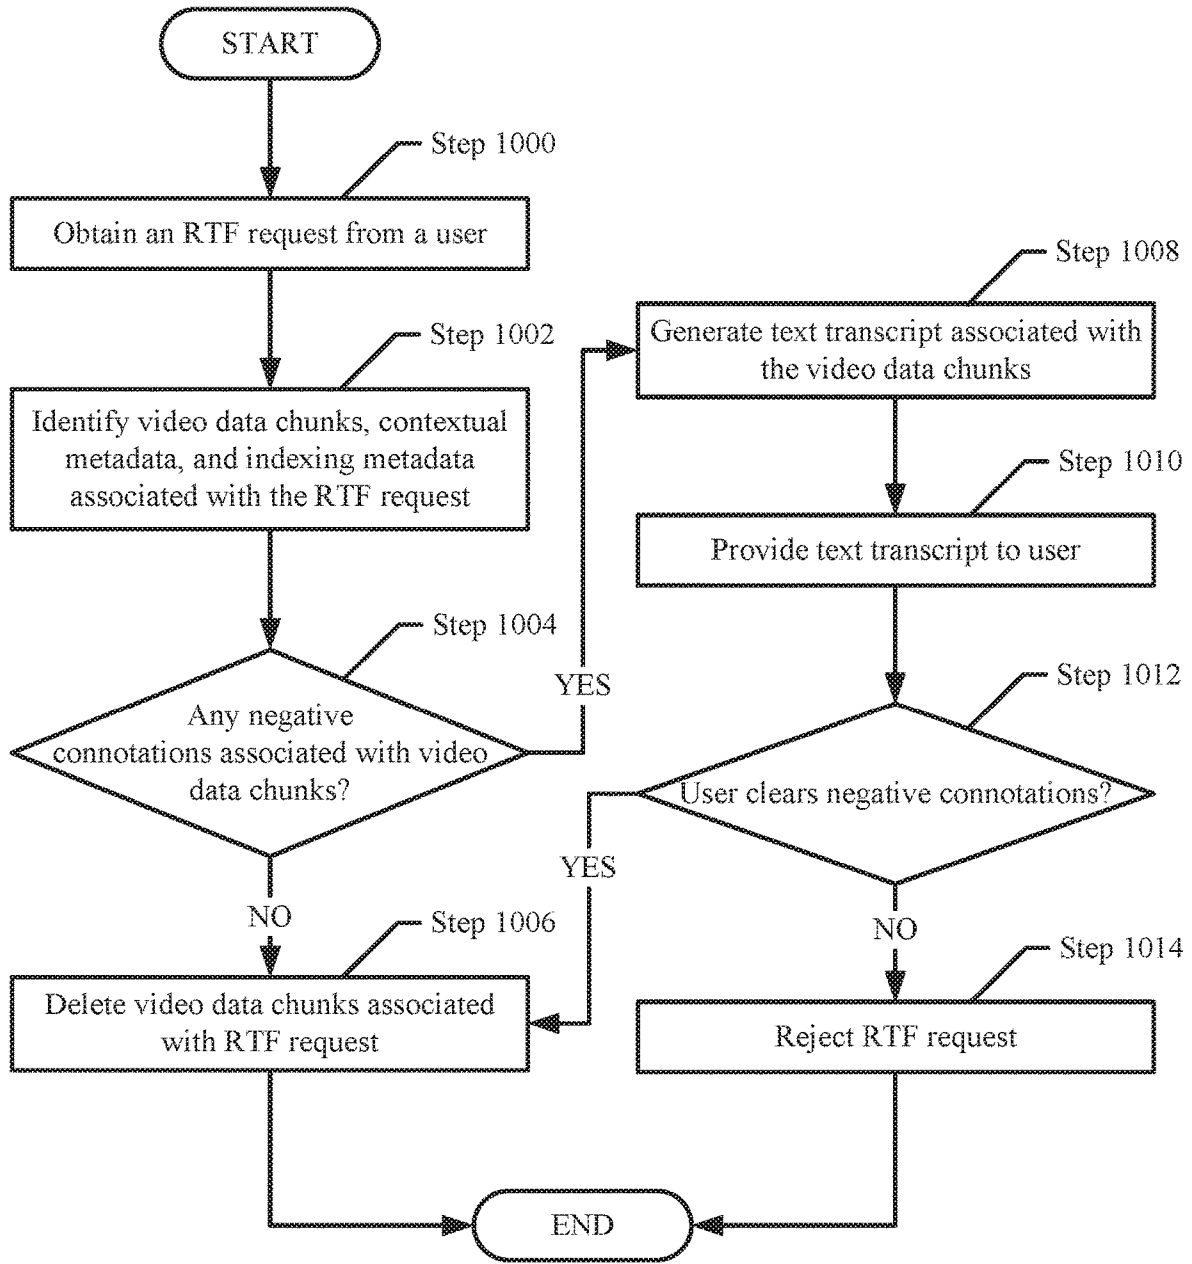 START
Step 1000
Obtain an RTF request from a user
Step 1002
Identify video data chunks, contextual
metadata, and indexing metadata
associated with the RTF request
Step 1004
Any negative
connotations associated with video
data chunks?
YES
NO
Step 1006
Delete video data chunks associated
with RTF request
Step 1008
Generate text transcript associated with
the video data chunks
Step 1010
Provide text transcript to user
Step 1012
User clears negative connotations?
YES
NO
Step 1014
Reject RTF request
END